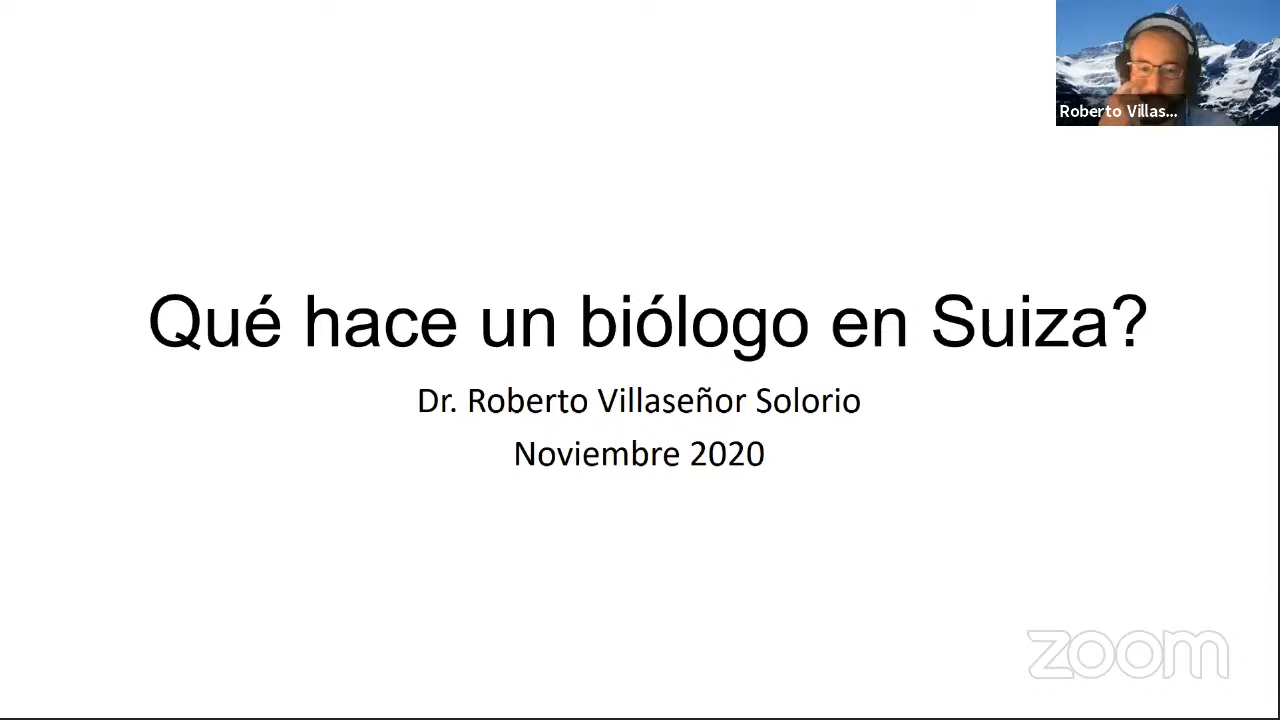 Roberto Villas...
Qué hace un biólogo en Suiza?
Dr. Roberto Villaseñor Solorio
Noviembre 2020
zoom